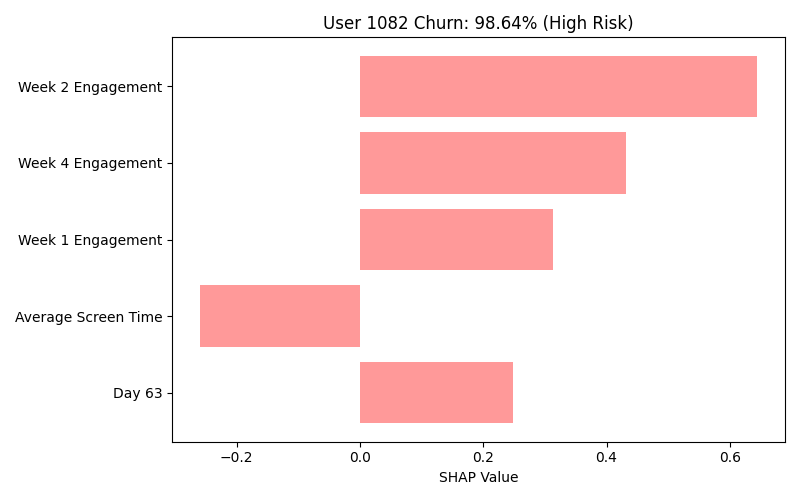 User 1082 Churn: 98.64% (High Risk)
Week 2 Engagement
Week 4 Engagement
Week 1 Engagement
Average Screen Time
Day 63
−0.2 0.0 0.2 0.4 0.6
SHAP Value